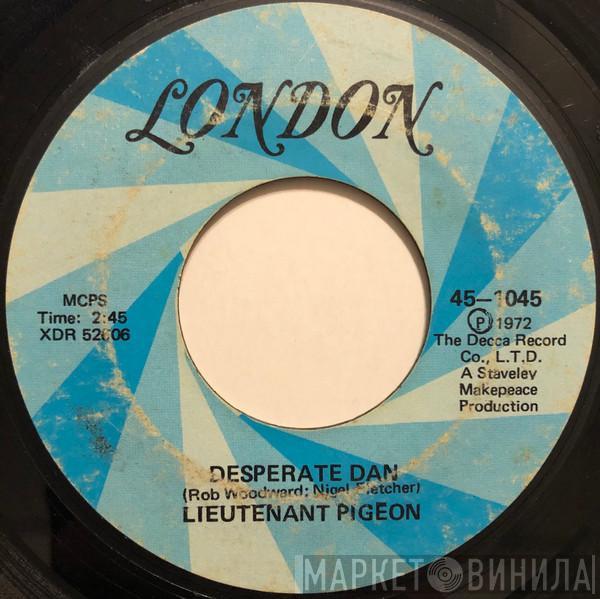 LONDON
MCPS
Time: 2:45
XDR 52606
45—1045
Ⓟ 1972
The Decca Record
Co., L.T.D.
A Staveley
Makepeace
Production
DESPERATE DAN
(Rob Woodward; Nigel Fletcher)
LIEUTENANT PIGEON
МАРКЕТ ВИНИЛА